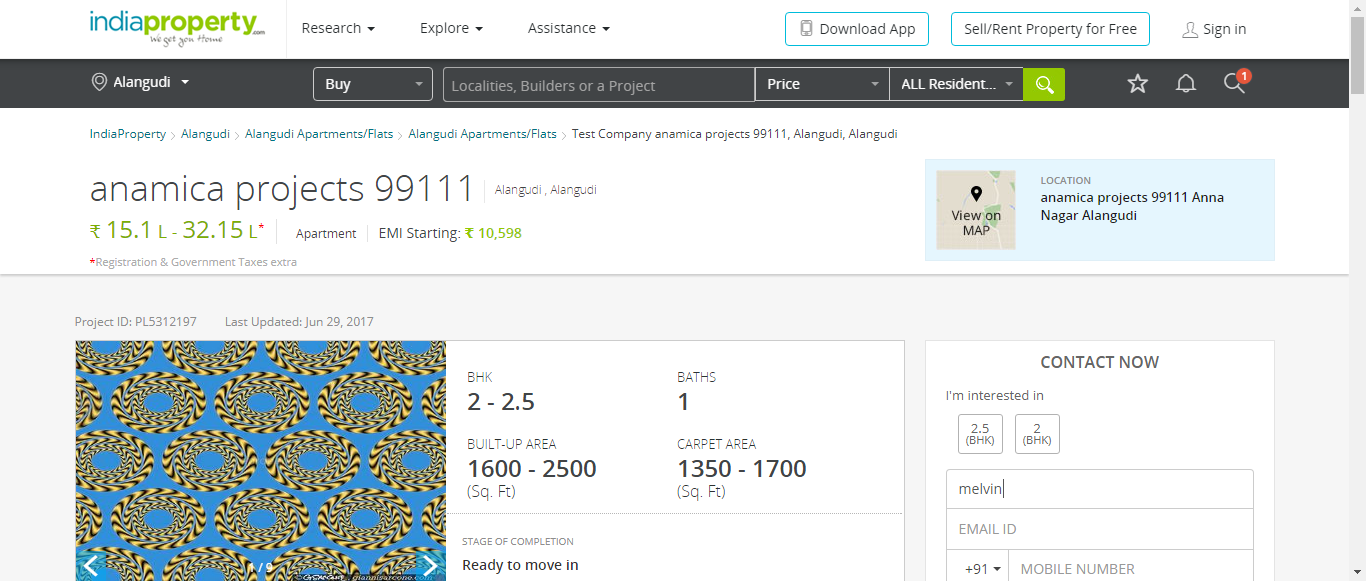 indiaproperty.com
We get you Home
Research
Explore
Assistance
Download App
Sell/Rent Property for Free
Sign in
Alangudi
Buy
Localities, Builders or a Project
Price
ALL Resident...
1
IndiaProperty > Alangudi > Alangudi Apartments/Flats > Alangudi Apartments/Flats > Test Company anamica projects 99111, Alangudi, Alangudi
anamica projects 99111
Alangudi , Alangudi
₹ 15.1 L - 32.15 L*
Apartment
EMI Starting: ₹ 10,598
*Registration & Government Taxes extra
View on
MAP
LOCATION
anamica projects 99111 Anna
Nagar Alangudi
Project ID: PL5312197
Last Updated: Jun 29, 2017
1 / 9
giannisarcone.com
BHK
2 - 2.5
BATHS
1
BUILT-UP AREA
1600 - 2500
(Sq. Ft)
CARPET AREA
1350 - 1700
(Sq. Ft)
STAGE OF COMPLETION
Ready to move in
CONTACT NOW
I'm interested in
2.5
(BHK)
2
(BHK)
melvin
EMAIL ID
+91
MOBILE NUMBER